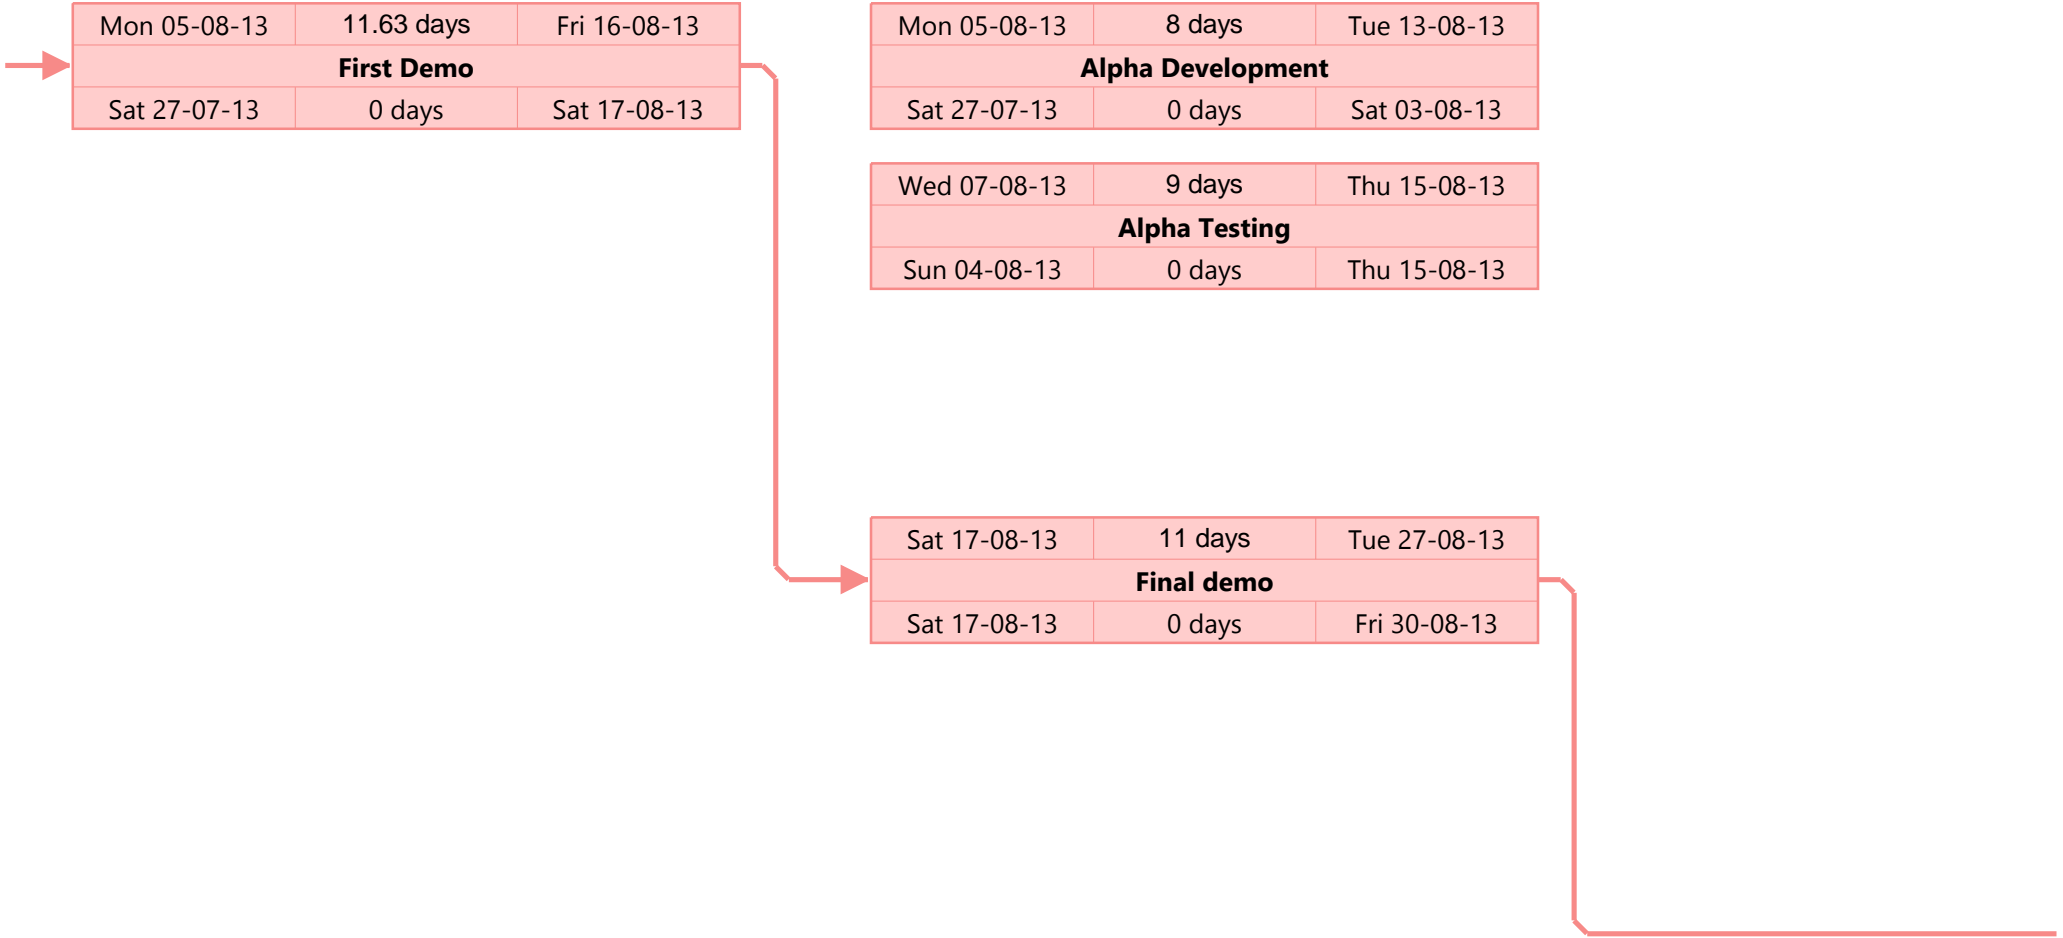 Mon 05-08-13 11.63 days Fri 16-08-13
First Demo
Sat 27-07-13 0 days Sat 17-08-13
Mon 05-08-13 8 days Tue 13-08-13
Alpha Development
Sat 27-07-13 0 days Sat 03-08-13
Wed 07-08-13 9 days Thu 15-08-13
Alpha Testing
Sun 04-08-13 0 days Thu 15-08-13
Sat 17-08-13 11 days Tue 27-08-13
Final demo
Sat 17-08-13 0 days Fri 30-08-13